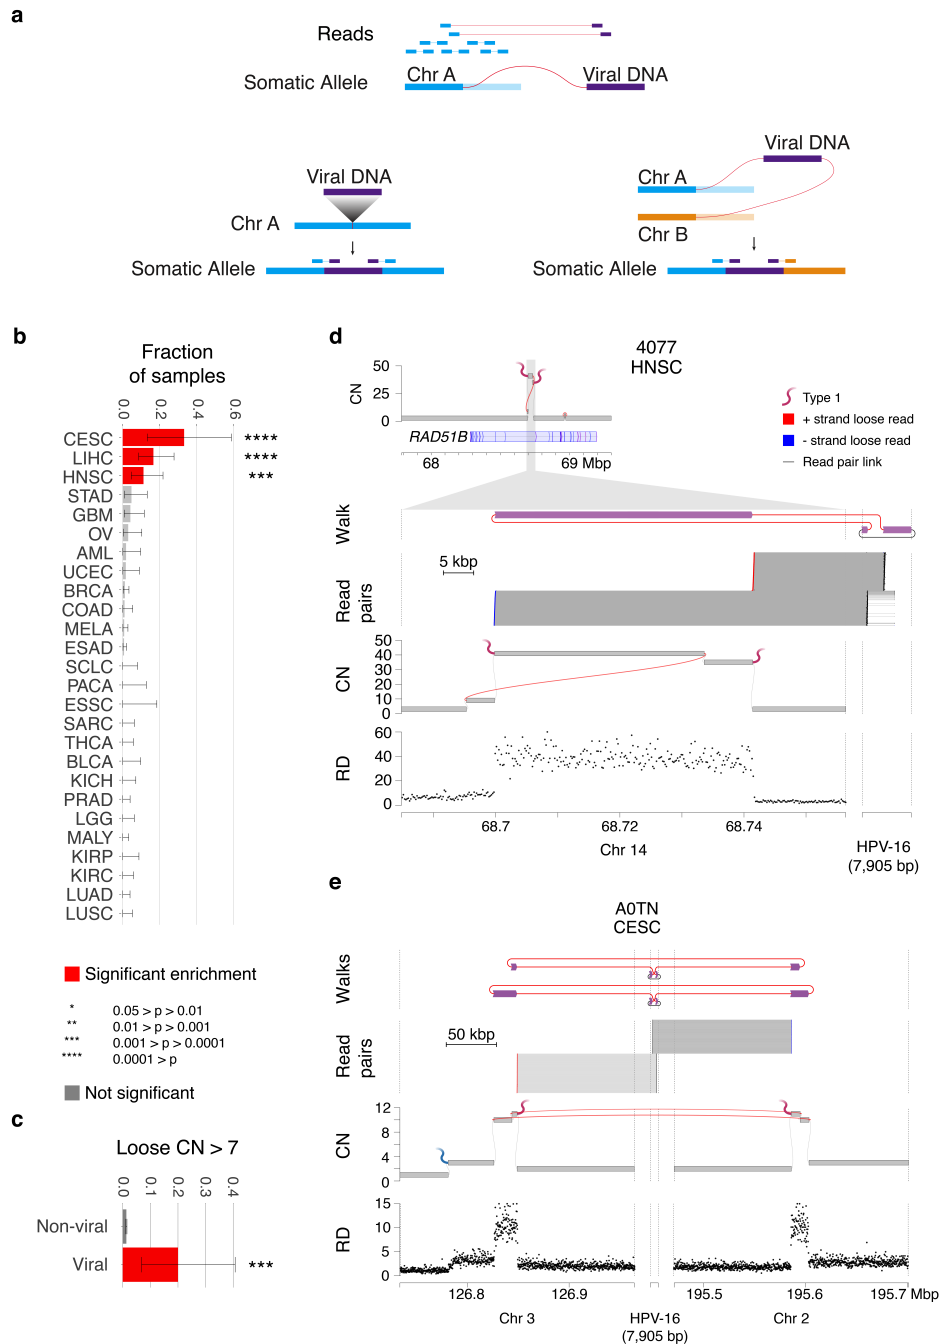 a
Reads
Somatic Allele
Chr A
Viral DNA
Viral DNA
Chr A
Somatic Allele
Viral DNA
Chr A
Chr B
Somatic Allele
b
Fraction
of samples
0.0 0.2 0.4 0.6
CESC ****
LIHC ****
HNSC ***
STAD
GBM
OV
AML
UCEC
BRCA
COAD
MELA
ESAD
SCLC
PACA
ESSC
SARC
THCA
BLCA
KICH
PRAD
LGG
MALY
KIRP
KIRC
LUAD
LUSC
Significant enrichment
* 0.05 > p > 0.01
** 0.01 > p > 0.001
*** 0.001 > p > 0.0001
**** 0.0001 > p
Not significant
c
Loose CN > 7
0.0 0.1 0.2 0.3 0.4
Non-viral
Viral ***
d
4077
HNSC
CN
50
25
0
RAD51B
68 69 Mbp
Type 1
+ strand loose read
- strand loose read
Read pair link
Walk
5 kbp
Read
pairs
CN
50
40
30
20
10
0
RD
60
40
20
0
68.7 68.72 68.74
Chr 14
HPV-16
(7,905 bp)
e
A0TN
CESC
Walks
50 kbp
Read
pairs
CN
12
8
4
2
0
RD
15
10
5
0
126.8 126.9 195.5 195.6 195.7 Mbp
Chr 3 HPV-16 Chr 2
(7,905 bp)